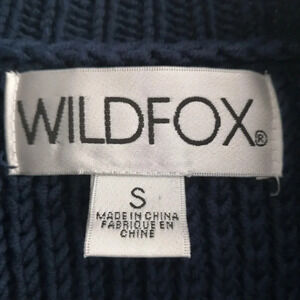 WILDFOX®
S
MADE IN CHINA
FABRIQUE EN
CHINE